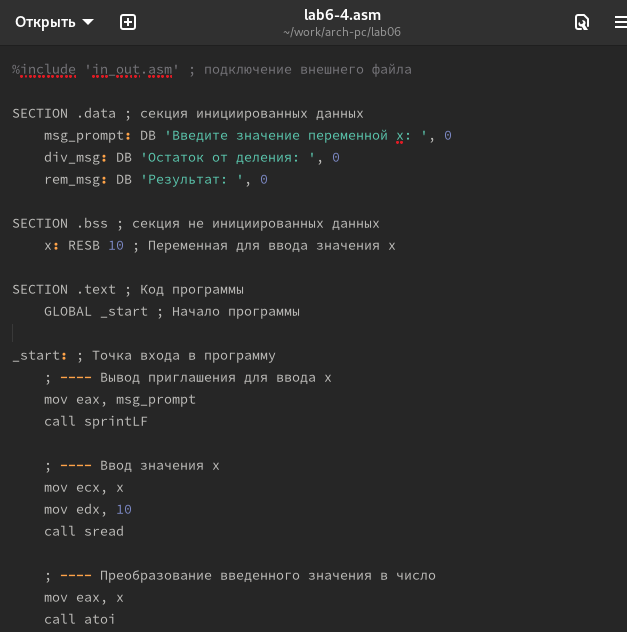 Открыть
lab6-4.asm
~/work/arch-pc/lab06
%include 'in_out.asm' ; подключение внешнего файла
SECTION .data ; секция инициированных данных
msg_prompt: DB 'Введите значение переменной x: ', 0
div_msg: DB 'Остаток от деления: ', 0
rem_msg: DB 'Результат: ', 0
SECTION .bss ; секция не инициированных данных
x: RESB 10 ; Переменная для ввода значения x
SECTION .text ; Код программы
GLOBAL _start ; Начало программы
_start: ; Точка входа в программу
; ---- Вывод приглашения для ввода x
mov eax, msg_prompt
call sprintLF
; ---- Ввод значения x
mov ecx, x
mov edx, 10
call sread
; ---- Преобразование введенного значения в число
mov eax, x
call atoi